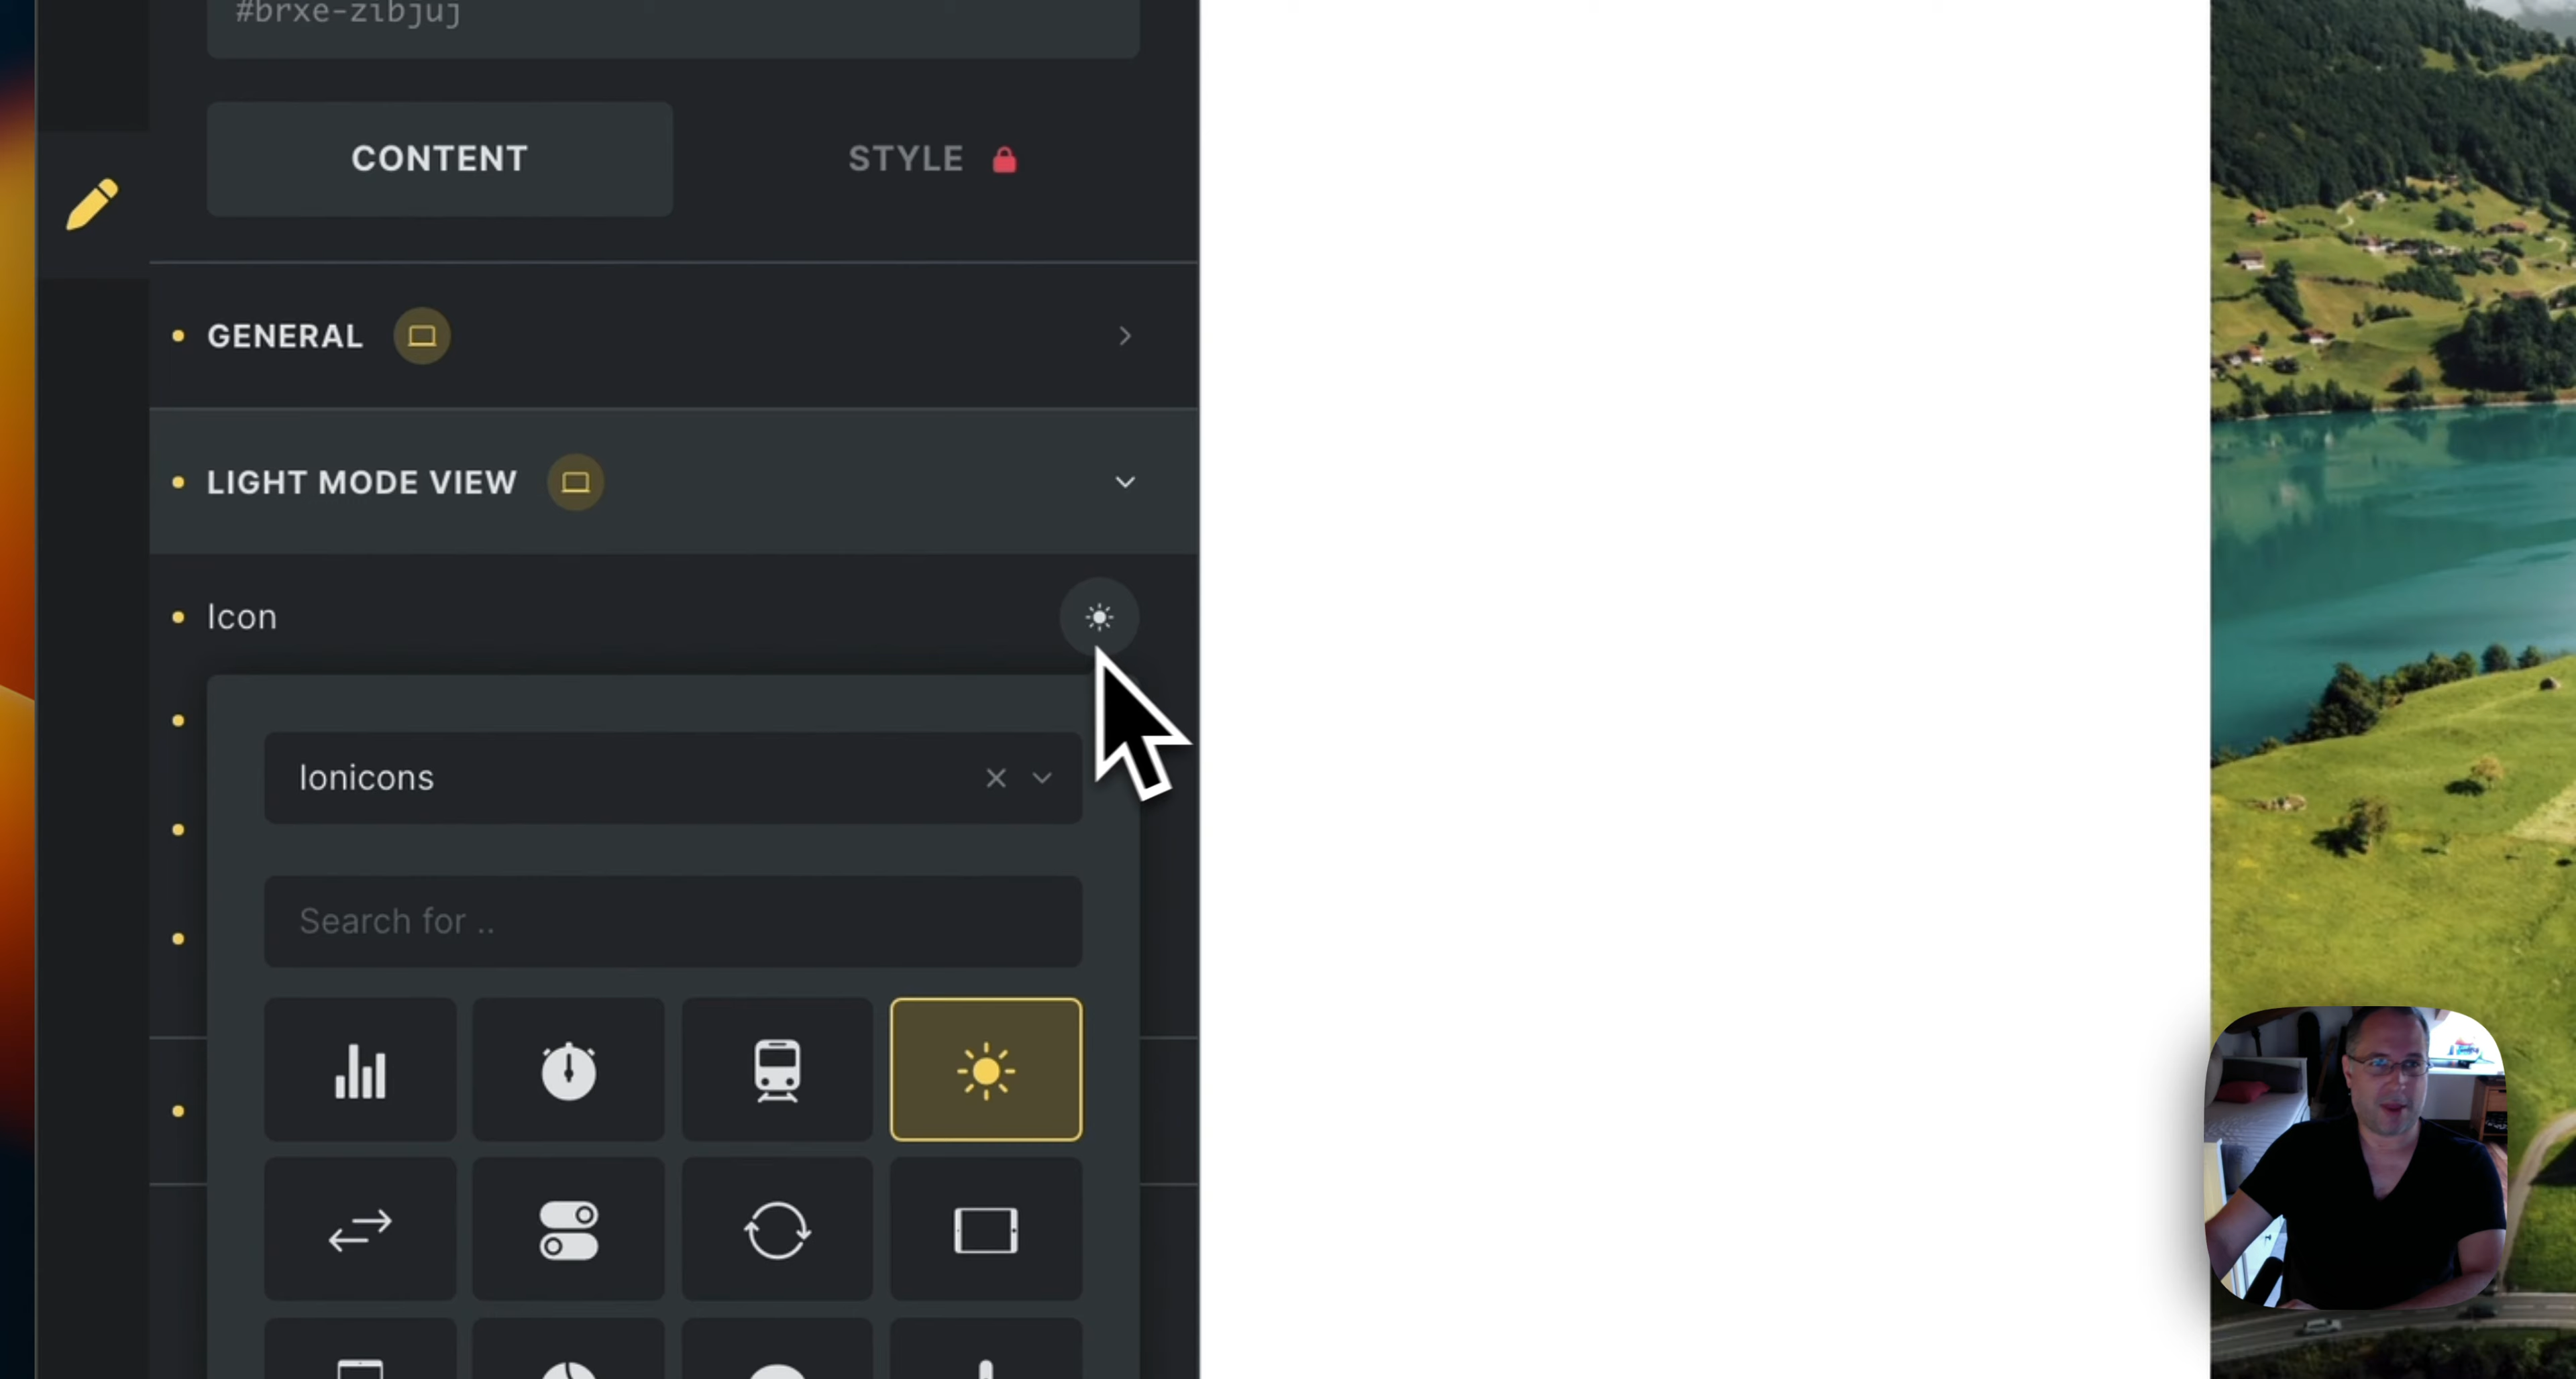 #brxe-zibjuj
CONTENT
STYLE
GENERAL
LIGHT MODE VIEW
Icon
Ionicons
Search for ..